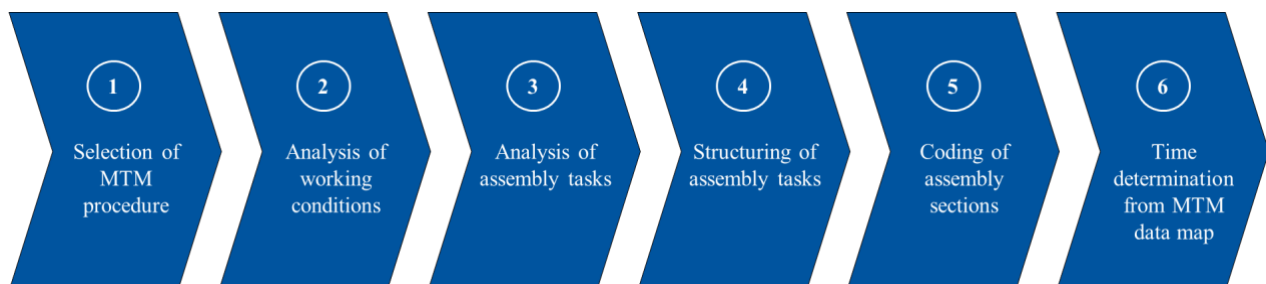 1
Selection of
MTM
procedure
2
Analysis of
working
conditions
3
Analysis of
assembly tasks
4
Structuring of
assembly tasks
5
Coding of
assembly
sections
6
Time
determination
from MTM
data map